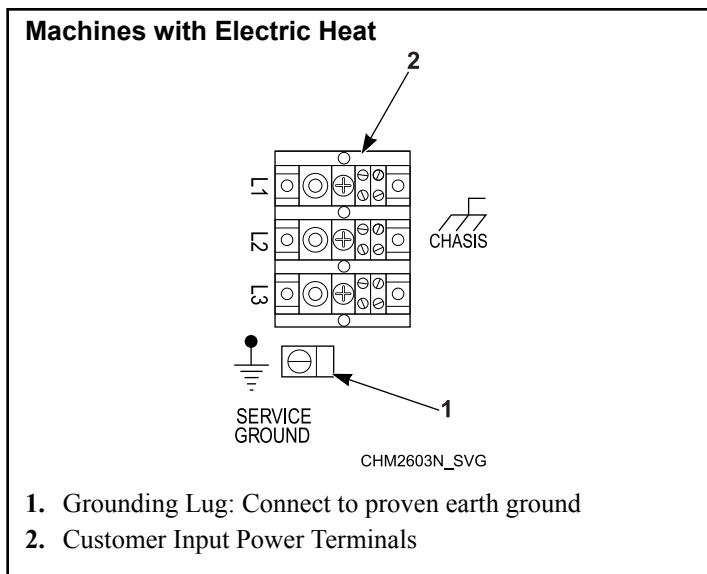 Machines with Electric Heat
2
L1
L2
L3
CHASIS
1
SERVICE
GROUND
CHM2603N_SVG
1. Grounding Lug: Connect to proven earth ground
2. Customer Input Power Terminals